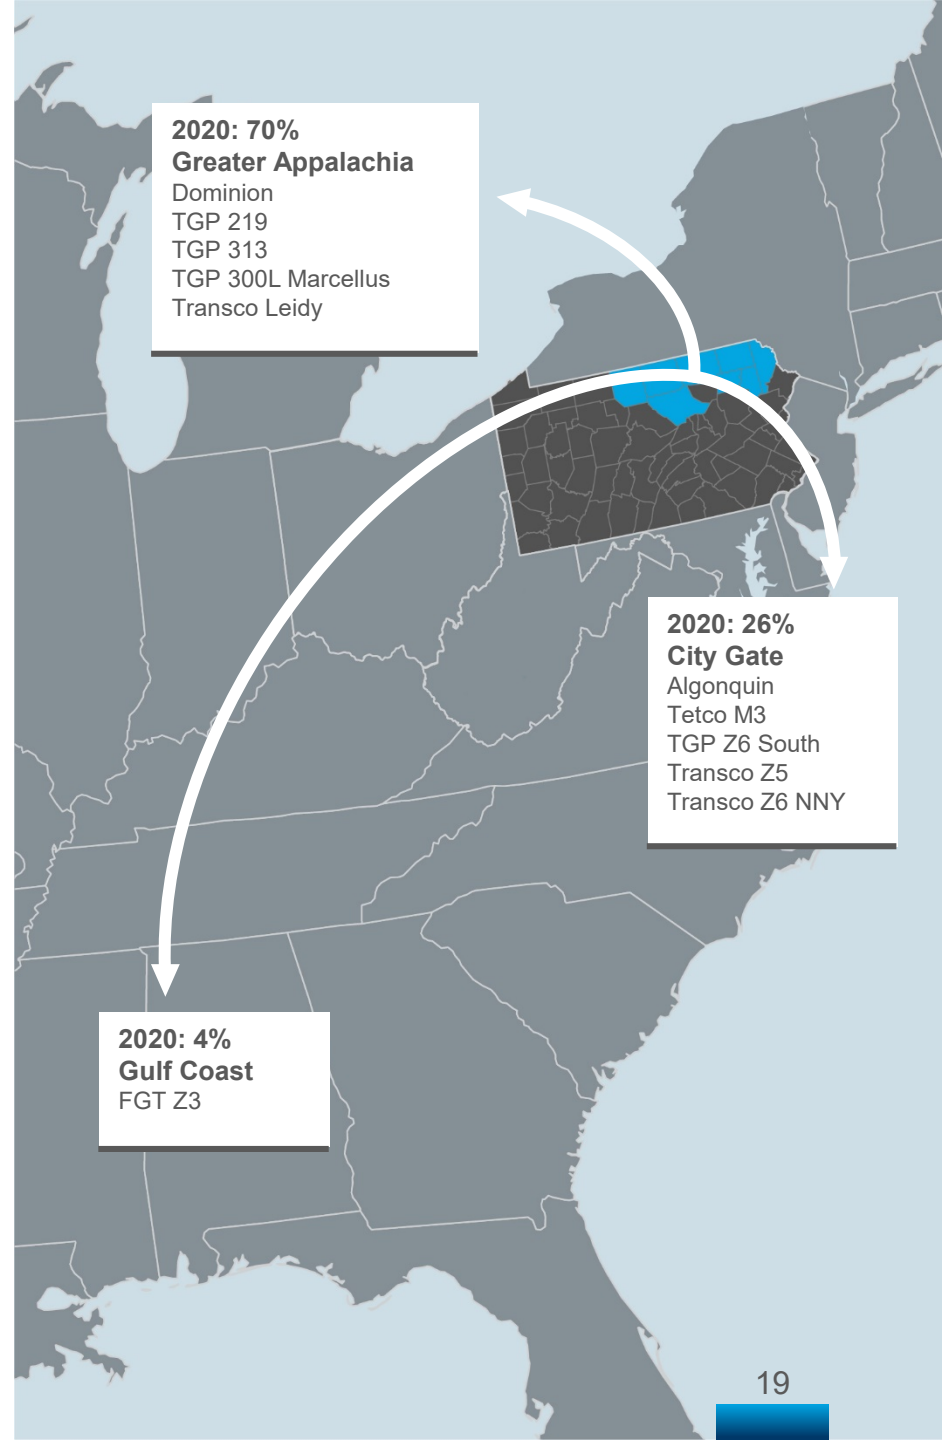 2020: 70%
Greater Appalachia
Dominion
TGP 219
TGP 313
TGP 300L Marcellus
Transco Leidy
2020: 26%
City Gate
Algonquin
Tetco M3
TGP Z6 South
Transco Z5
Transco Z6 NNY
2020: 4%
Gulf Coast
FGT Z3
19